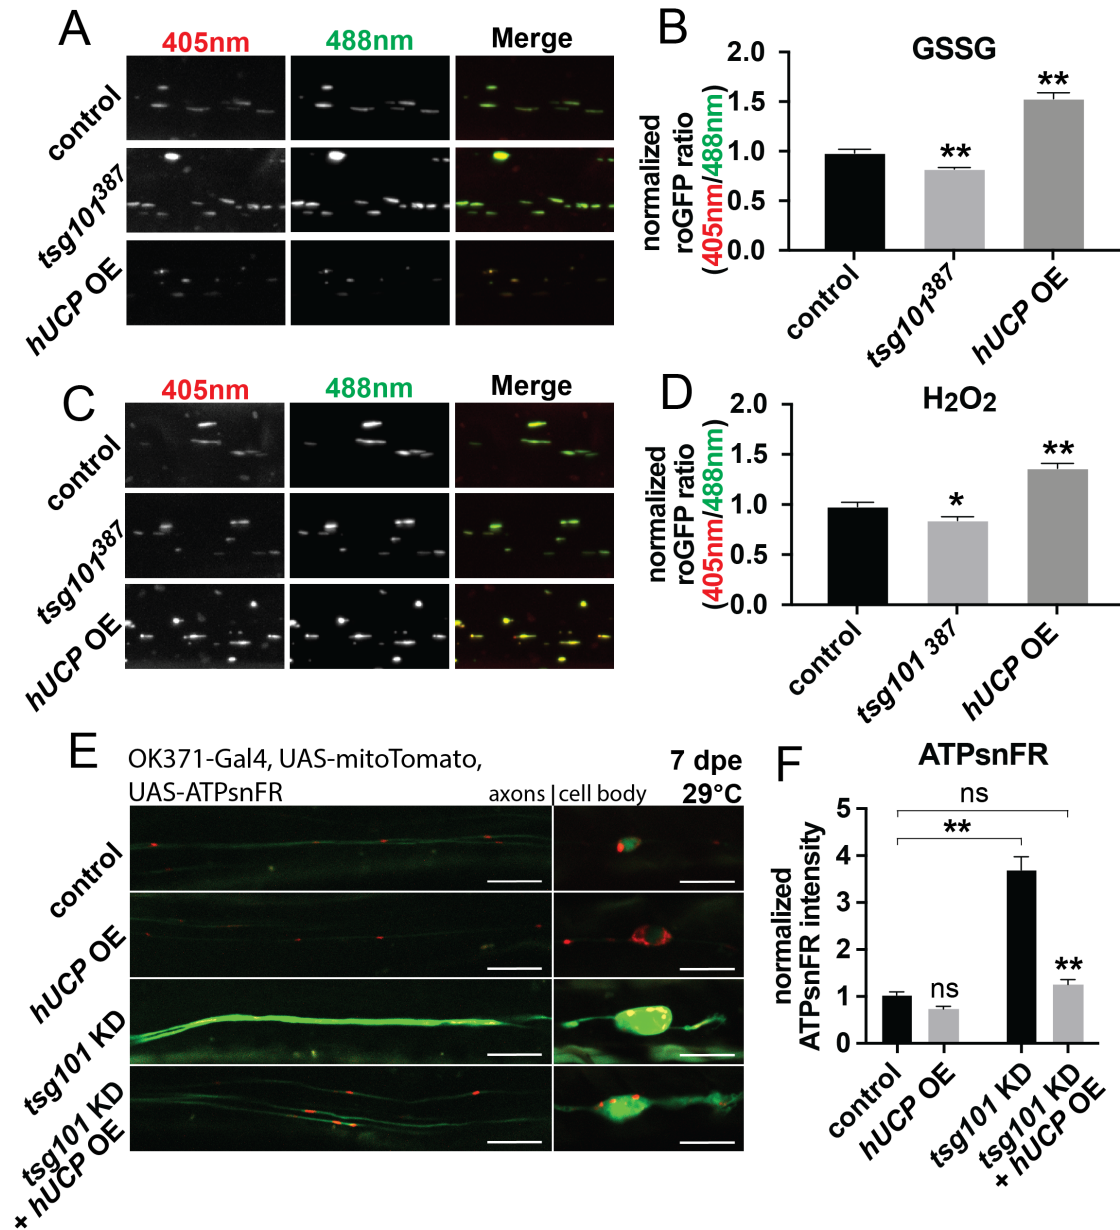 A
405nm 488nm Merge
control
tsg101387
hUCP OE
B
GSSG
normalized
roGFP ratio
(405nm/488nm)
2.0
1.5
1.0
0.5
0.0
**
**
control
tsg101387
hUCP OE
C
405nm 488nm Merge
control
tsg101387
hUCP OE
D
H2O2
normalized
roGFP ratio
(405nm/488nm)
2.0
1.5
1.0
0.5
0.0
*
**
control
tsg101 387
hUCP OE
E
OK371-Gal4, UAS-mitoTomato,
UAS-ATPsnFR
7 dpe
29°C
axons | cell body
control
hUCP OE
tsg101 KD
tsg101 KD
+ hUCP OE
F
ATPsnFR
normalized
ATPsnFR intensity
5
4
3
2
1
0
ns
**
ns
**
control
hUCP OE
tsg101 KD
tsg101 KD
+ hUCP OE